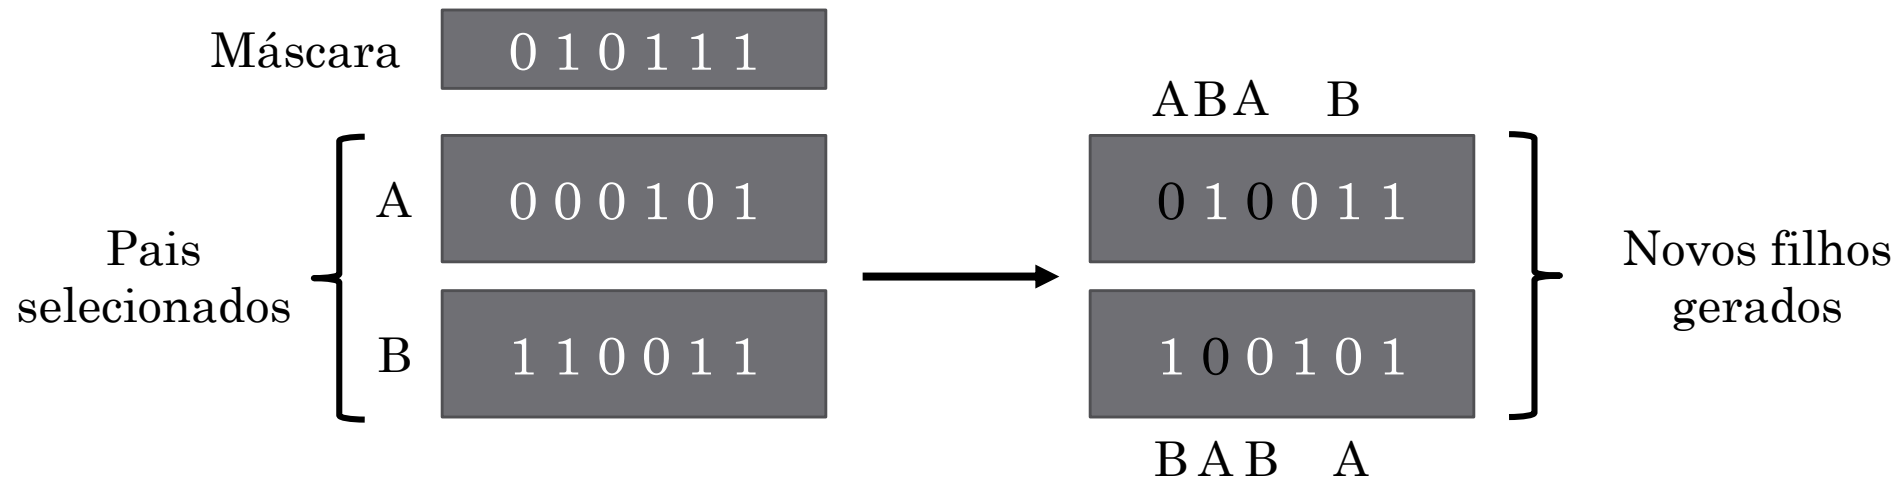 Máscara
0 1 0 1 1 1
A B A B
Pais
selecionados
A
0 0 0 1 0 1
B
1 1 0 0 1 1
0 1 0 0 1 1
1 0 0 1 0 1
B A B A
Novos filhos
gerados